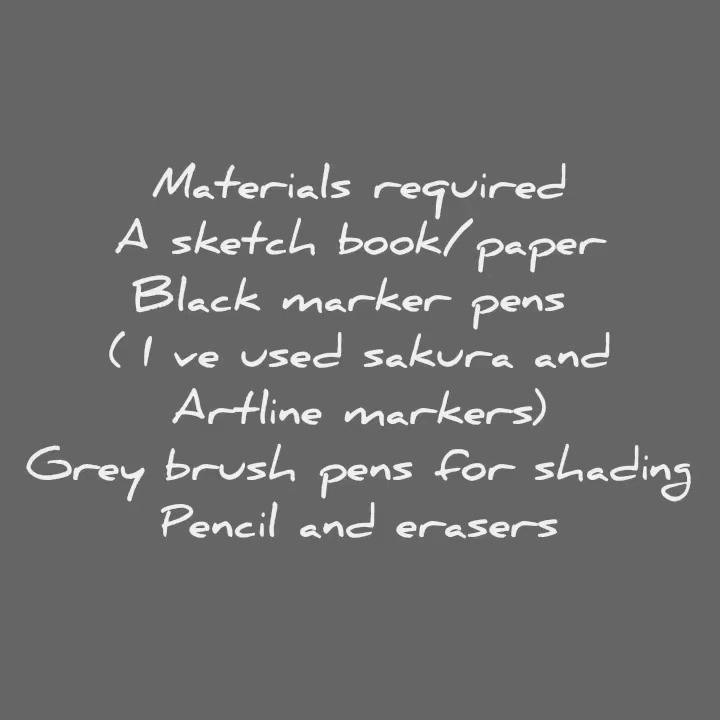 Materials required
A sketch book/paper
Black marker pens
( I ve used sakura and
Artline markers)
Grey brush pens for shading
Pencil and erasers